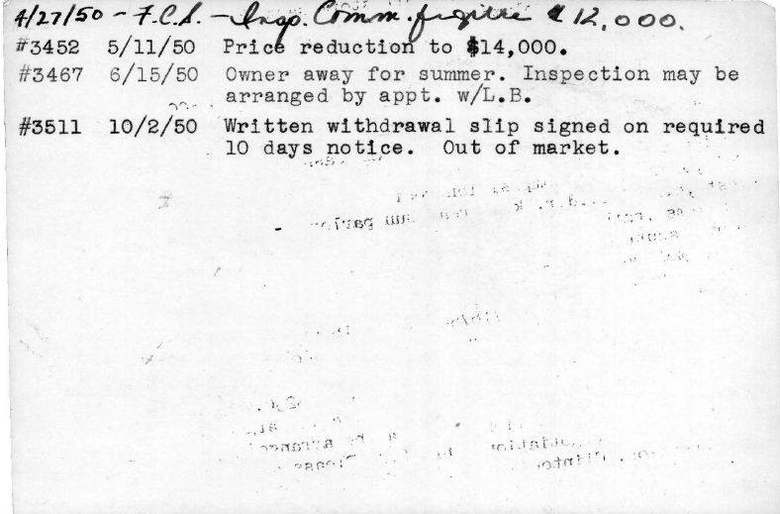 4/27/50 - F.C.S. - Insp. Comm. figure $12,000.
#3452 5/11/50 Price reduction to $14,000.
#3467 6/15/50 Owner away for summer. Inspection may be
arranged by appt. w/L.B.
#3511 10/2/50 Written withdrawal slip signed on required
10 days notice. Out of market.